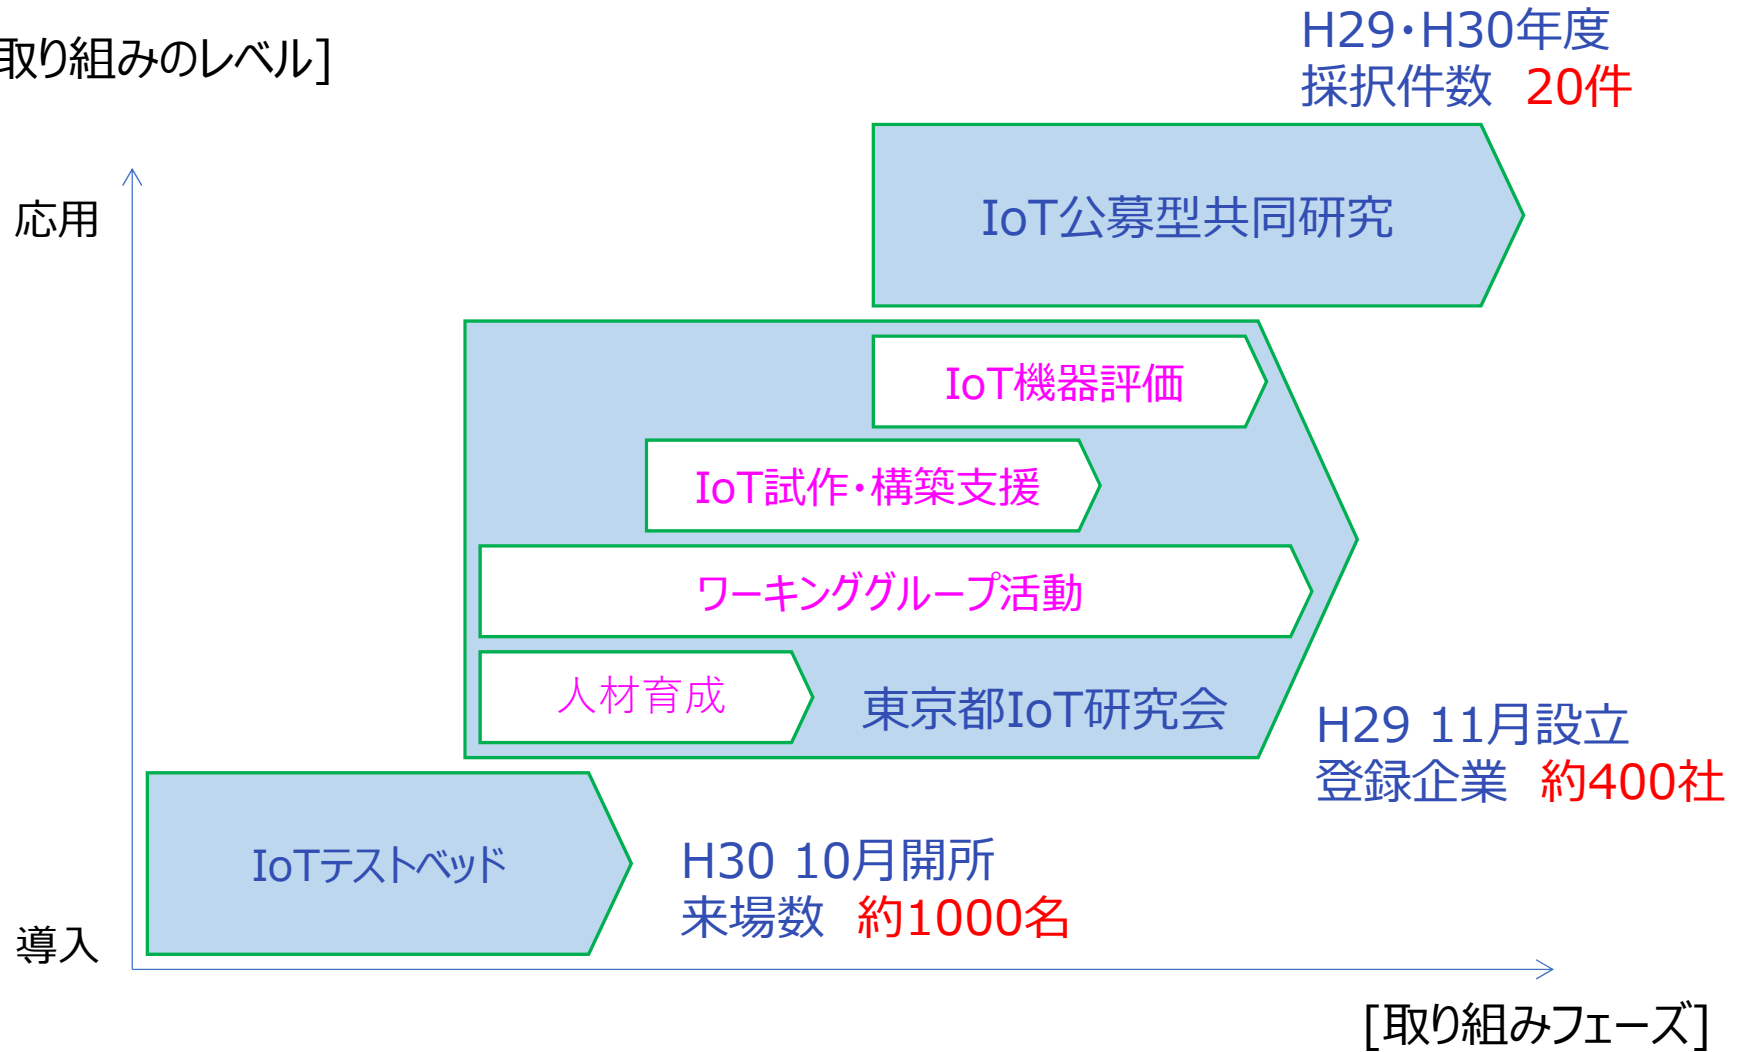 取り組みのレベル]
H29・H30年度
採択件数 20件
応用
IoT公募型共同研究
IoT機器評価
IoT試作・構築支援
ワーキンググループ活動
人材育成
東京都IoT研究会
H29 11月設立
登録企業 約400社
IoTテストベッド
H30 10月開所
来場数 約1000名
導入
[取り組みフェーズ]